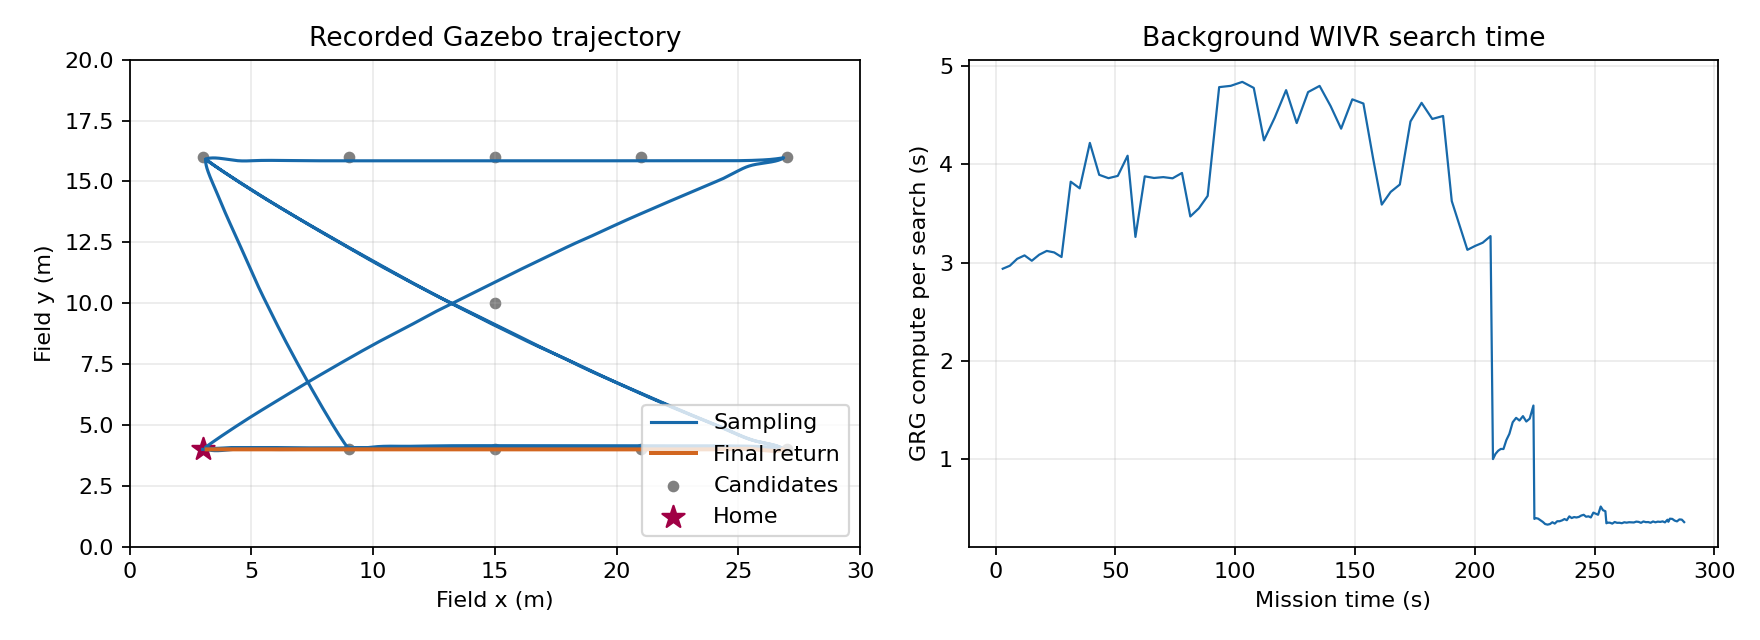 Recorded Gazebo trajectory
20.0
17.5
15.0
12.5
10.0
7.5
5.0
2.5
0.0
Field y (m)
0
5
10
15
20
25
30
Field x (m)
Sampling
Final return
Candidates
Home
Background WIVR search time
5
4
3
2
1
GRG compute per search (s)
0
50
100
150
200
250
300
Mission time (s)